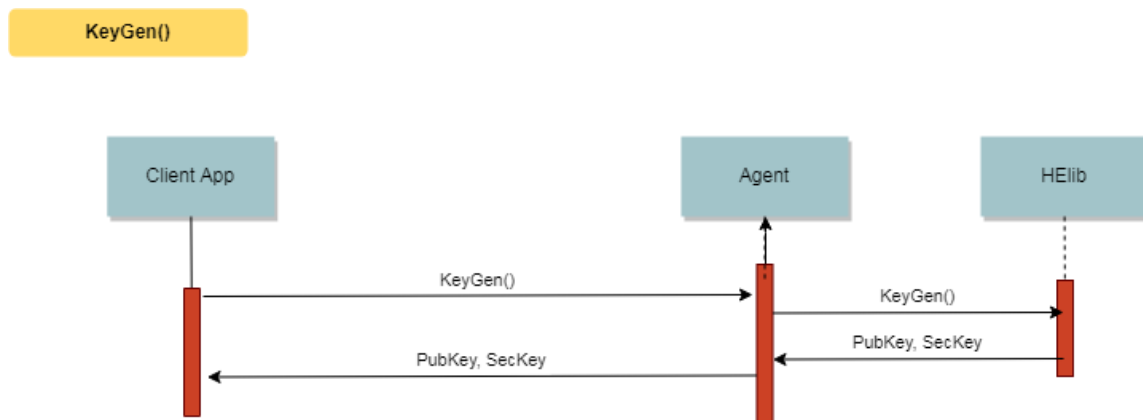 KeyGen()
Client App
Agent
HElib
KeyGen()
KeyGen()
PubKey, SecKey
PubKey, SecKey